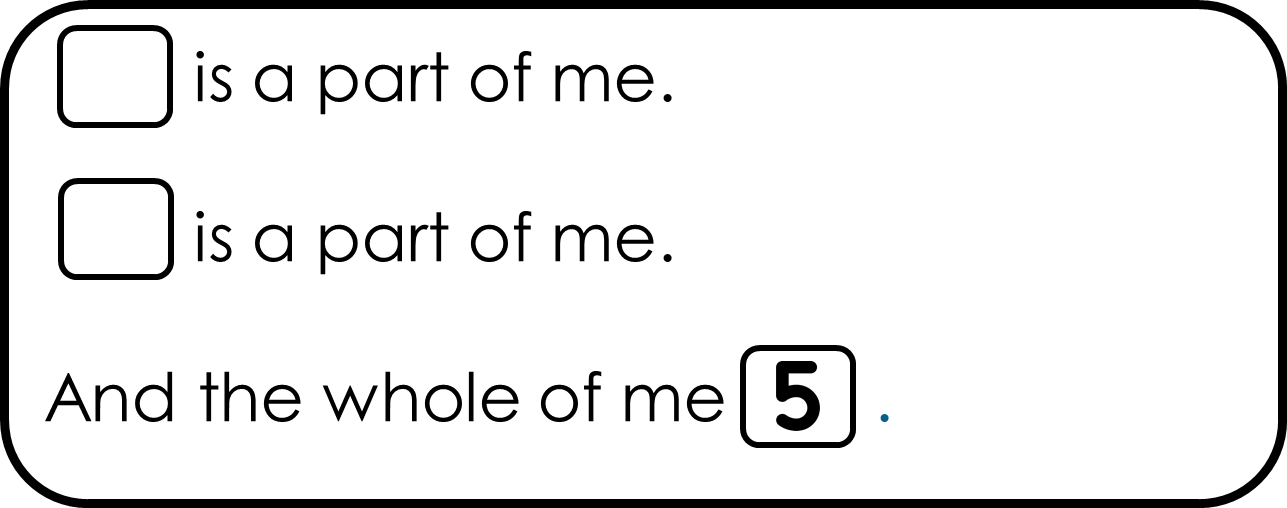 is a part of me.
is a part of me.
And the whole of me 5 .